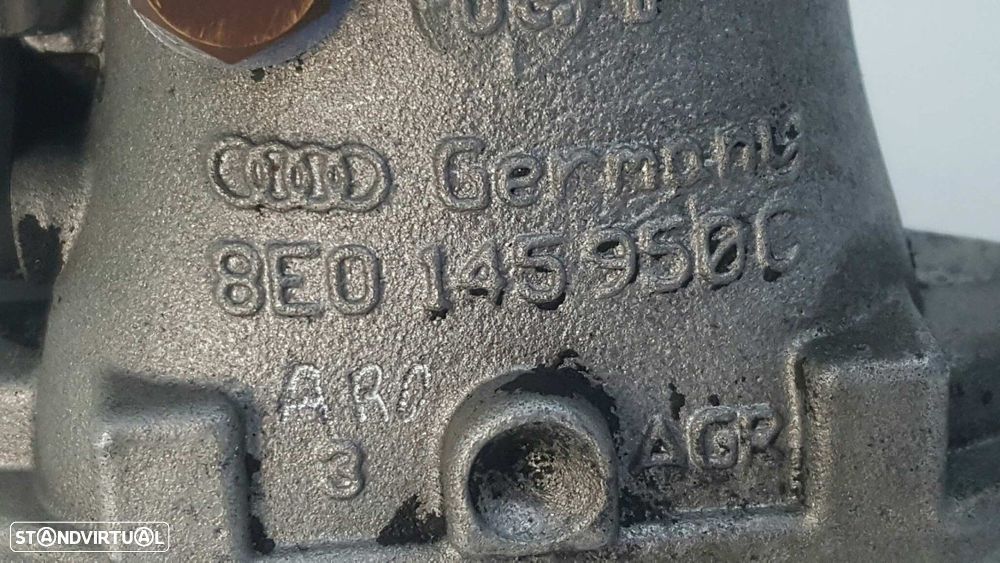 Germany
8E0 145 950C
ARC
3
AGR
STANDVIRTUAL